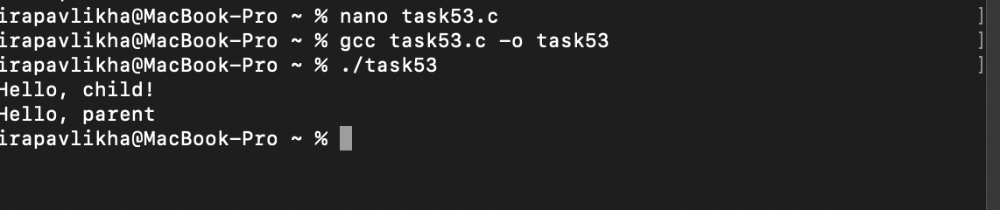 irapavlikha@MacBook-Pro ~ % nano task53.c ]
irapavlikha@MacBook-Pro ~ % gcc task53.c -o task53 ]
irapavlikha@MacBook-Pro ~ % ./task53 ]
Hello, child!
Hello, parent
irapavlikha@MacBook-Pro ~ %